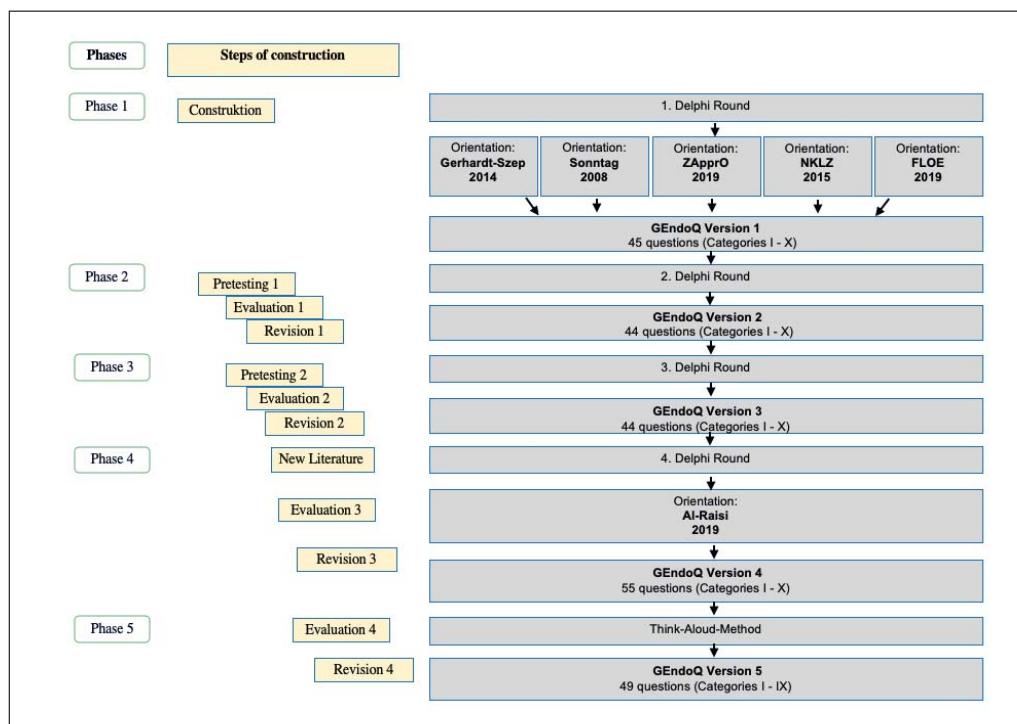 Phases
Steps of construction
Phase 1
Construktion
1. Delphi Round
Orientation:
Gerhardt-Szep
2014
Orientation:
Sonntag
2008
Orientation:
ZApprO
2019
Orientation:
NKLZ
2015
Orientation:
FLOE
2019
GEndoQ Version 1
45 questions (Categories I - X)
Phase 2
Pretesting 1
Evaluation 1
Revision 1
2. Delphi Round
GEndoQ Version 2
44 questions (Categories I - X)
Phase 3
Pretesting 2
Evaluation 2
Revision 2
3. Delphi Round
GEndoQ Version 3
44 questions (Categories I - X)
Phase 4
New Literature
Evaluation 3
Revision 3
4. Delphi Round
Orientation:
Al-Raisi
2019
GEndoQ Version 4
55 questions (Categories I - X)
Phase 5
Evaluation 4
Revision 4
Think-Aloud-Method
GEndoQ Version 5
49 questions (Categories I - IX)